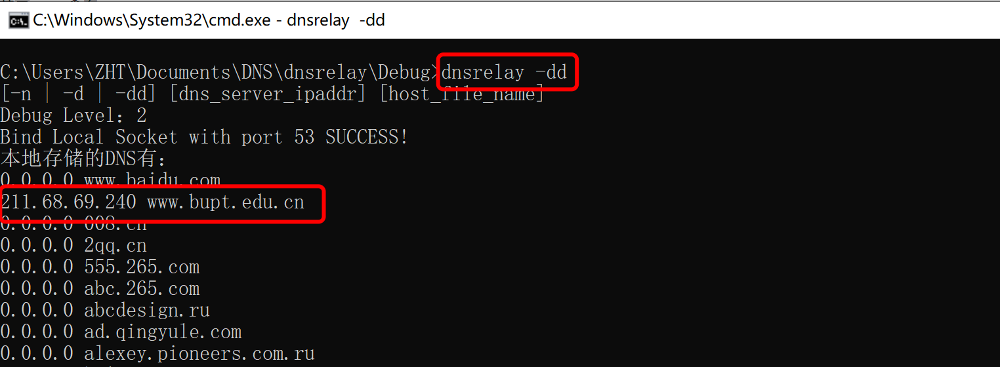 C:\Windows\System32\cmd.exe - dnsrelay  -dd
C:\Users\ZHT\Documents\DNS\dnsrelay\Debug>dnsrelay -dd
[-n | -d | -dd] [dns_server_ipaddr] [host_file_name]
Debug Level：2
Bind Local Socket with port 53 SUCCESS!
本地存储的DNS有：
0.0.0.0 www.baidu.com
211.68.69.240 www.bupt.edu.cn
0.0.0.0 008.cn
0.0.0.0 2qq.cn
0.0.0.0 555.265.com
0.0.0.0 abc.265.com
0.0.0.0 abcdesign.ru
0.0.0.0 ad.qingyule.com
0.0.0.0 alexey.pioneers.com.ru